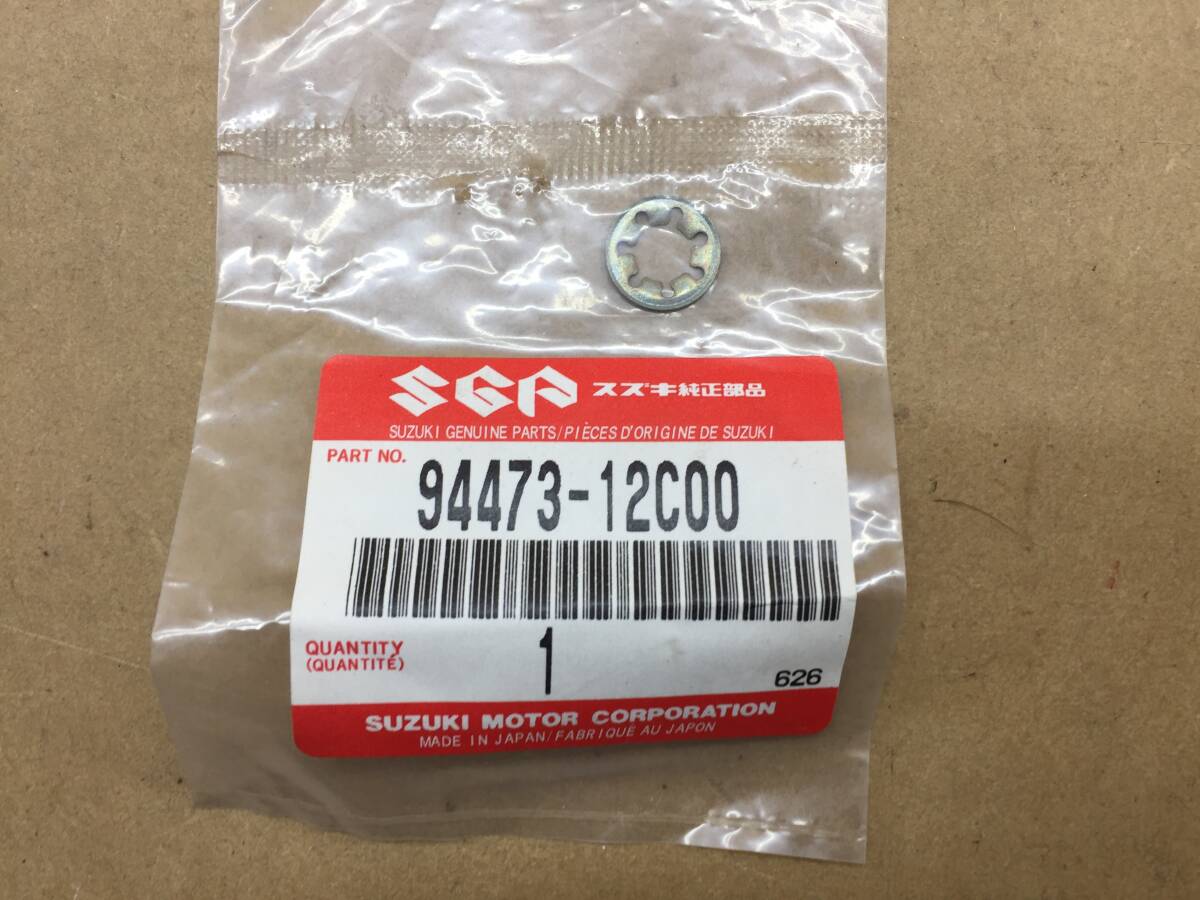 SGP スズキ純正部品
SUZUKI GENUINE PARTS/PIÈCES D'ORIGINE DE SUZUKI
PART NO.
94473-12C00
QUANTITY 1
(QUANTITÉ)
626
SUZUKI MOTOR CORPORATION
MADE IN JAPAN/FABRIQUE AU JAPON